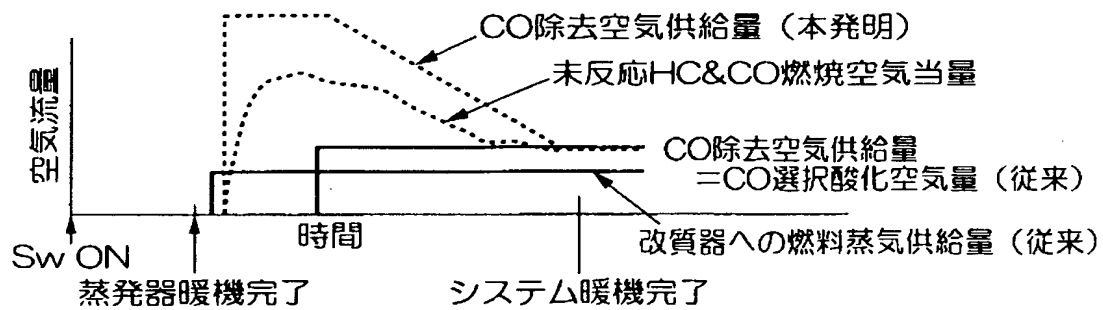 CO除去空気供給量（本発明）
未反応HC&CO燃焼空気当量
空気流量
CO除去空気供給量
＝CO選択酸化空気量（従来）
時間
改質器への燃料蒸気供給量（従来）
Sw ON
蒸発器暖機完了
システム暖機完了